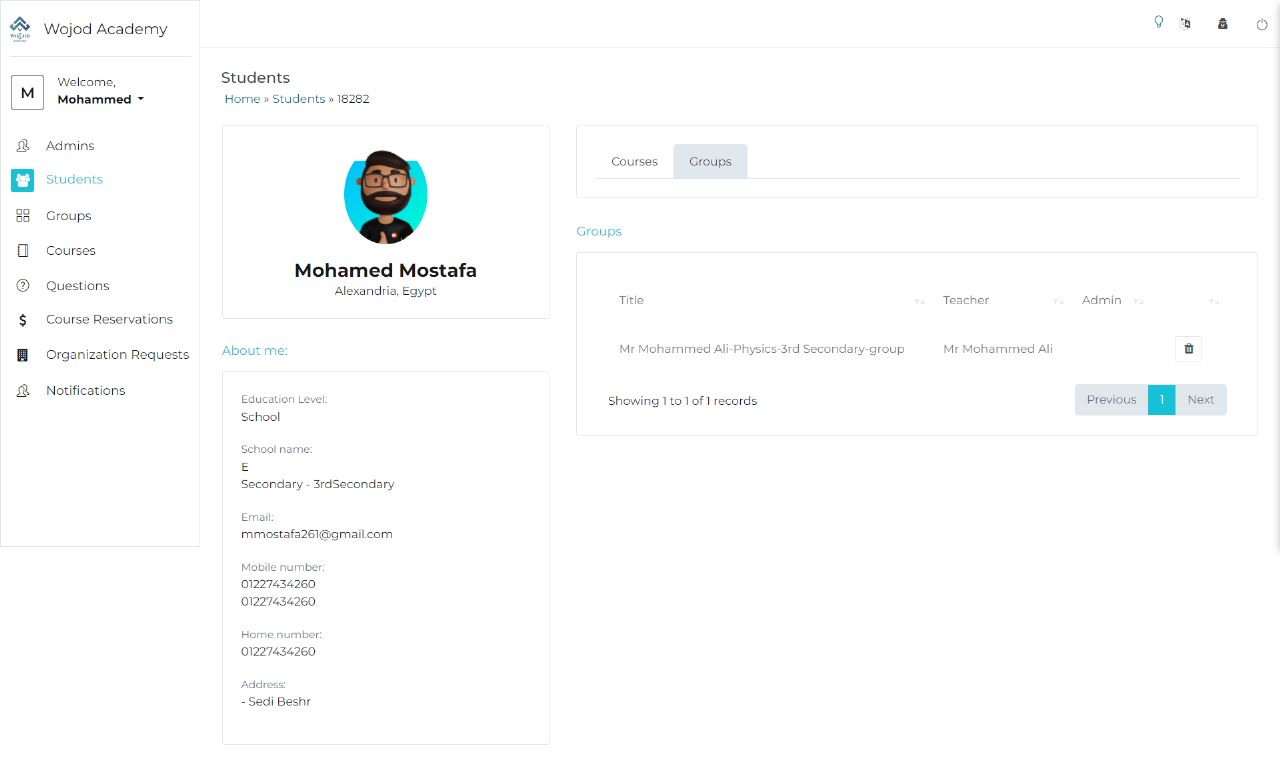 Wojod Academy
M
Welcome,
Mohammed
Admins
Students
Groups
Courses
Questions
Course Reservations
Organization Requests
Notifications
Students
Home » Students » 18282
Mohamed Mostafa
Alexandria, Egypt
About me:
Education Level:
School
School name:
E
Secondary - 3rdSecondary
Email:
mmostafa261@gmail.com
Mobile number:
01227434260
01227434260
Home number:
01227434260
Address:
- Sedi Beshr
Courses Groups
Groups
Title Teacher Admin
Mr Mohammed Ali-Physics-3rd Secondary-group Mr Mohammed Ali
Showing 1 to 1 of 1 records
Previous 1 Next